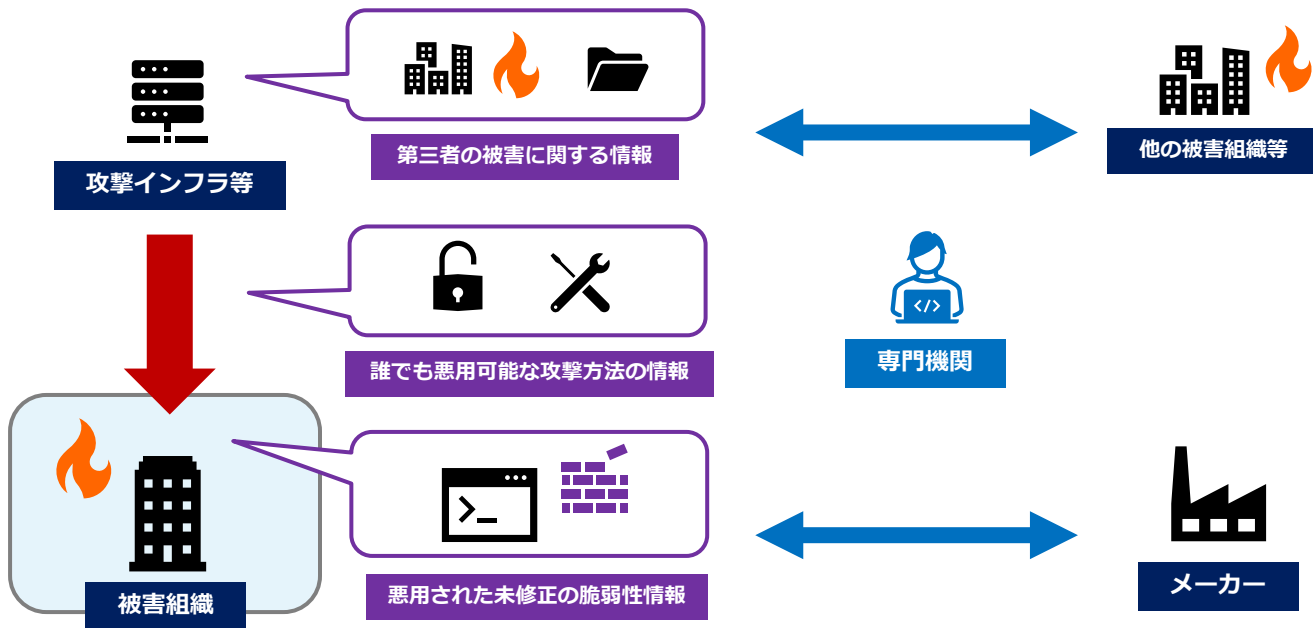 第三者の被害に関する情報
他の被害組織等
攻撃インフラ等
誰でも悪用可能な攻撃方法の情報
</>
専門機関
>_
悪用された未修正の脆弱性情報
被害組織
メーカー